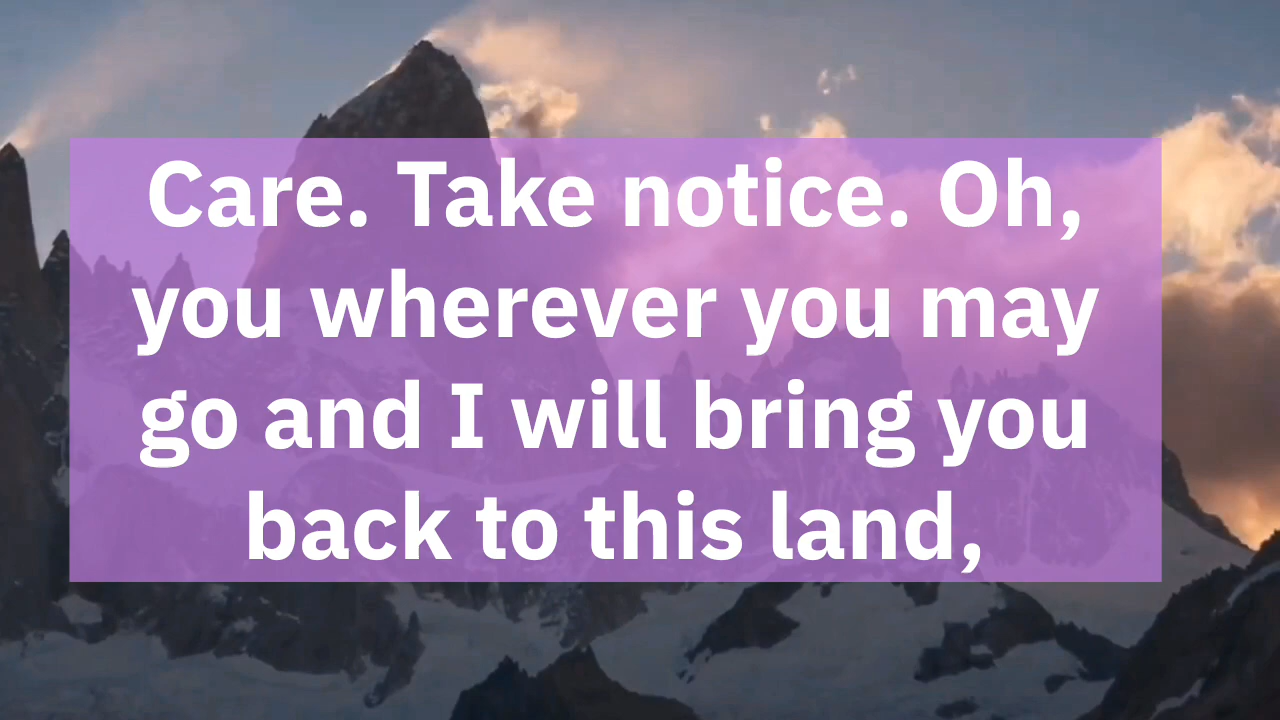 Care. Take notice. Oh,
you wherever you may
go and I will bring you
back to this land,